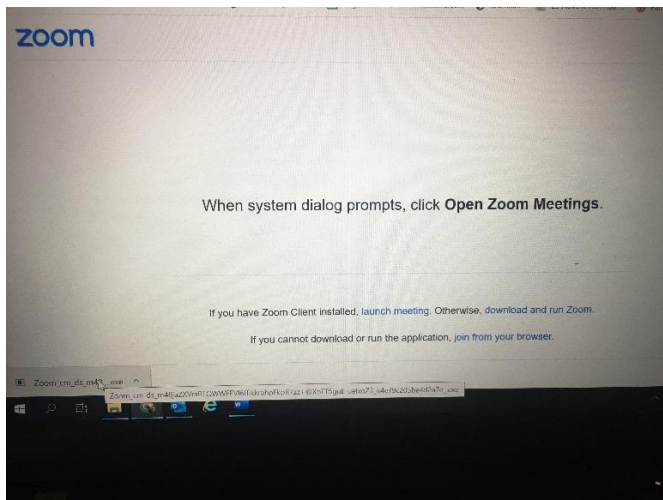 zoom
When system dialog prompts, click Open Zoom Meetings.
If you have Zoom Client installed, launch meeting. Otherwise, download and run Zoom.
If you cannot download or run the application, join from your browser.